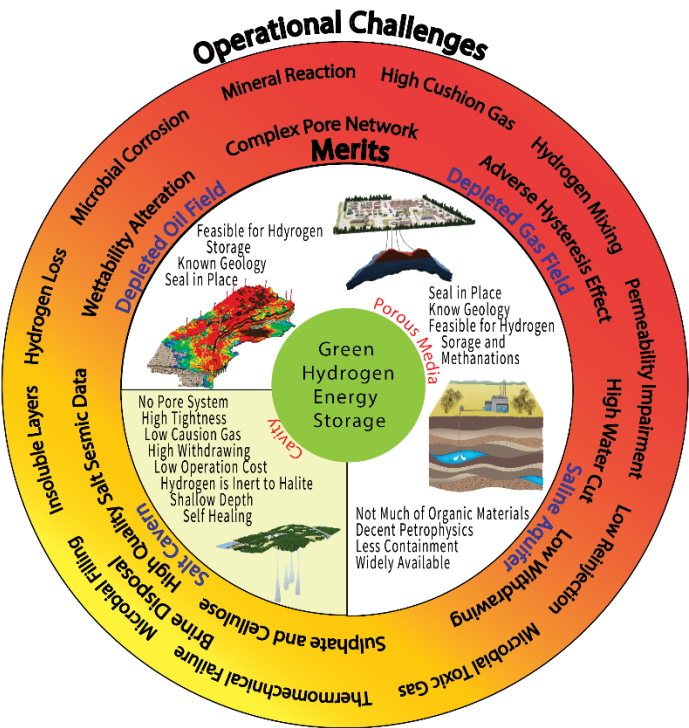 Operational Challenges
Mineral Reaction
High Cushion Gas
Hydrogen Mixing
Permeability Impairment
Low Reinjection
Microbial Toxic Gas
Thermomechnical Failure
Microbial Filling
Insoluble Layers
Hydrogen Loss
Microbial Corrosion
Complex Pore Network
Adverse Hysteresis Effect
High Water Cut
Low Withdrawing
Sulphate and Cellulose
Brine Disposal
High Quality Salt Sesmic Data
Wettability Alteration
Merits
Depleted Oil Field
Depleted Gas Field
Saline Aquifer
Salt Cavern
Feasible for Hdyrogen
Storage
Known Geology
Seal in Place
Seal in Place
Know Geology
Feasible for Hydrogen
Sorage and
Methanations
Porous Media
Green
Hydrogen
Energy
Storage
Cavity
No Pore System
High Tightness
Low Causion Gas
High Withdrawing
Low Operation Cost
Hydrogen is Inert to Halite
Shallow Depth
Self Healing
Not Much of Organic Materials
Decent Petrophysics
Less Containment
Widely Available